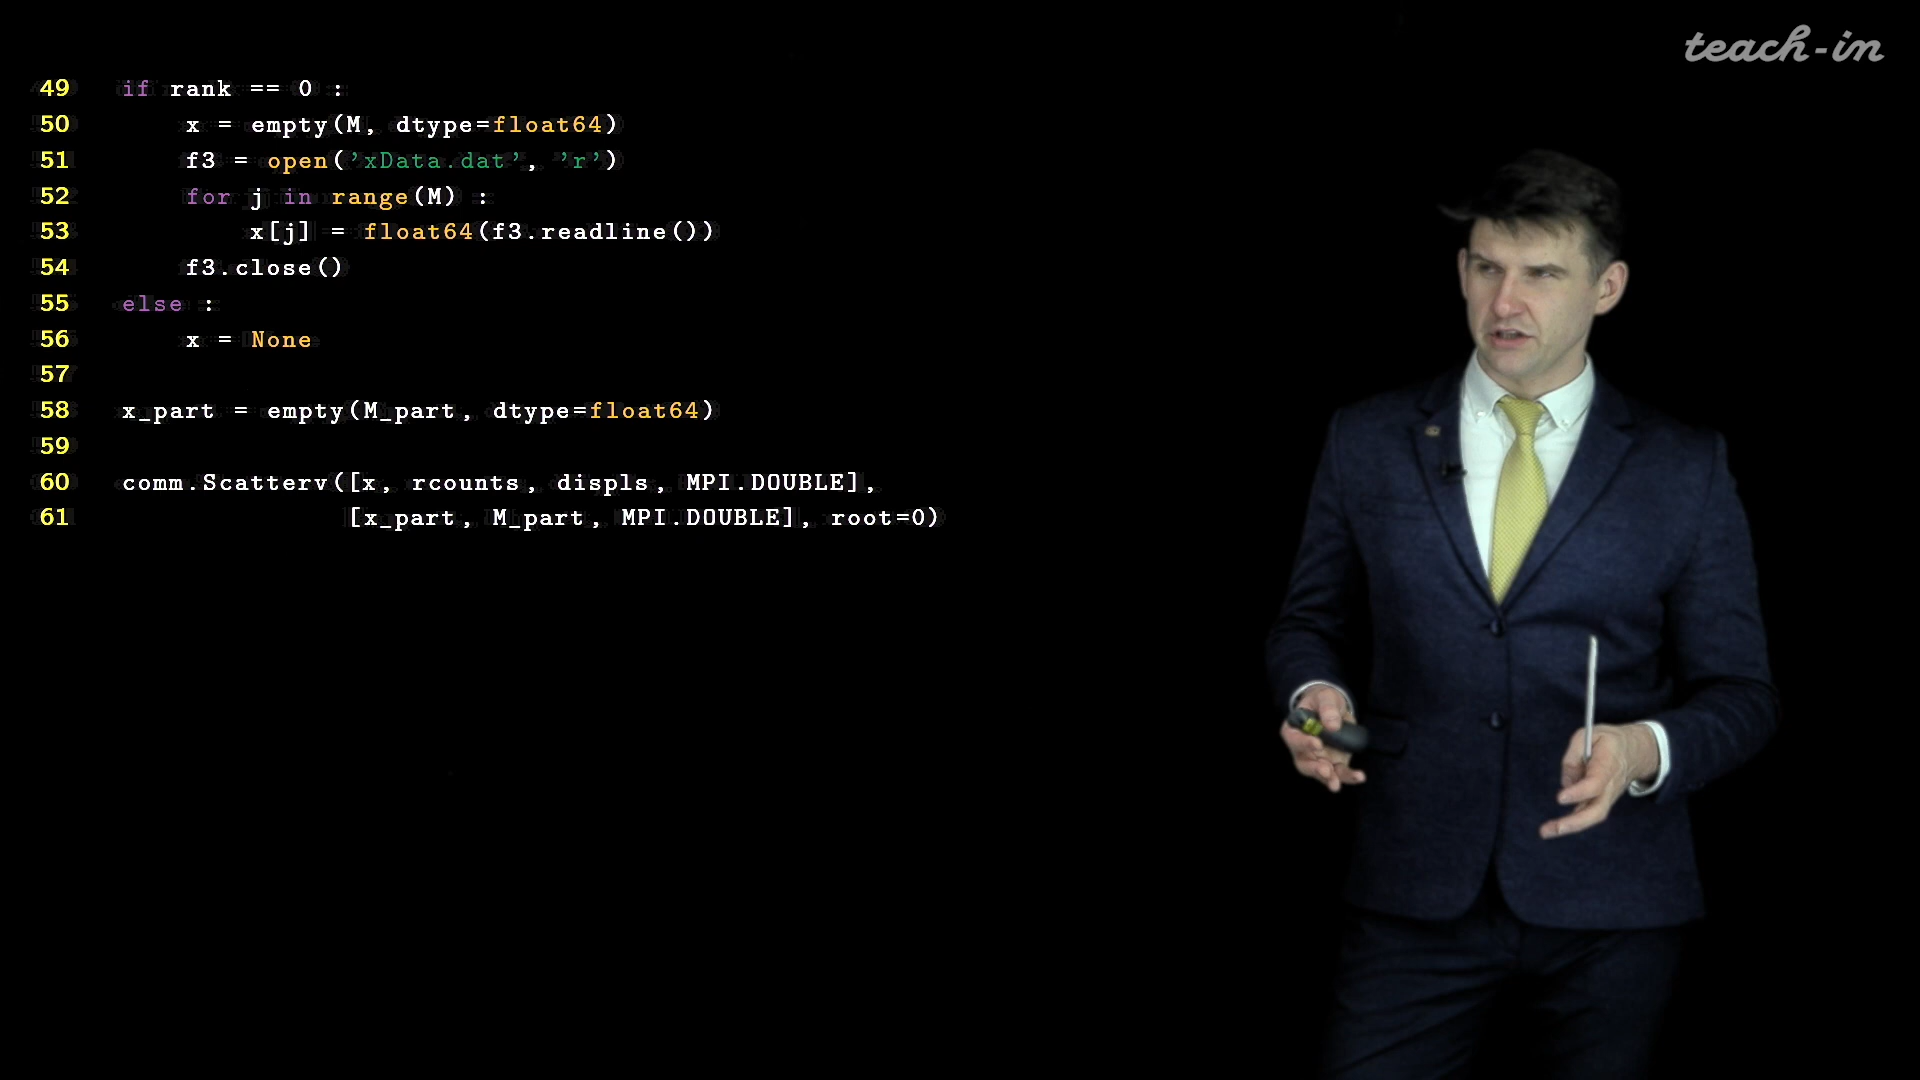 teach-in
49 if rank == 0 :
50 x = empty(M, dtype=float64)
51 f3 = open('xData.dat', 'r')
52 for j in range(M) :
53 x[j] = float64(f3.readline())
54 f3.close()
55 else :
56 x = None
57
58 x_part = empty(M_part, dtype=float64)
59
60 comm.Scatterv([x, rcounts, displs, MPI.DOUBLE],
61 [x_part, M_part, MPI.DOUBLE], root=0)